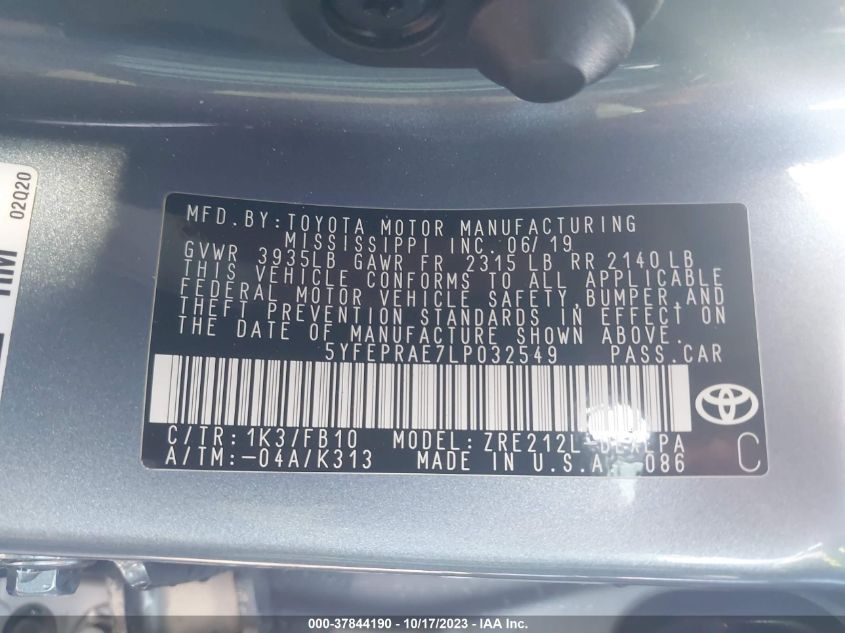 02Q20
MFD.BY:TOYOTA MOTOR MANUFACTURING
MISSISSIPPI INC. 06/19
GVWR 3935LB GAWR FR 2315 LB RR 2140 LB
THIS VEHICLE CONFORMS TO ALL APPLICABLE
FEDERAL MOTOR VEHICLE SAFETY,BUMPER,AND
THEFT PREVENTION STANDARDS IN EFFECT ON
THE DATE OF MANUFACTURE SHOWN ABOVE.
5YFEPRAE7LP032549 PASS.CAR
C/TR: 1K3/FB10 MODEL:
A/TM:-04A/K313 MADE IN U.S.A. 086
C
000-37844190 - 10/17/2023 - © IAA Inc.